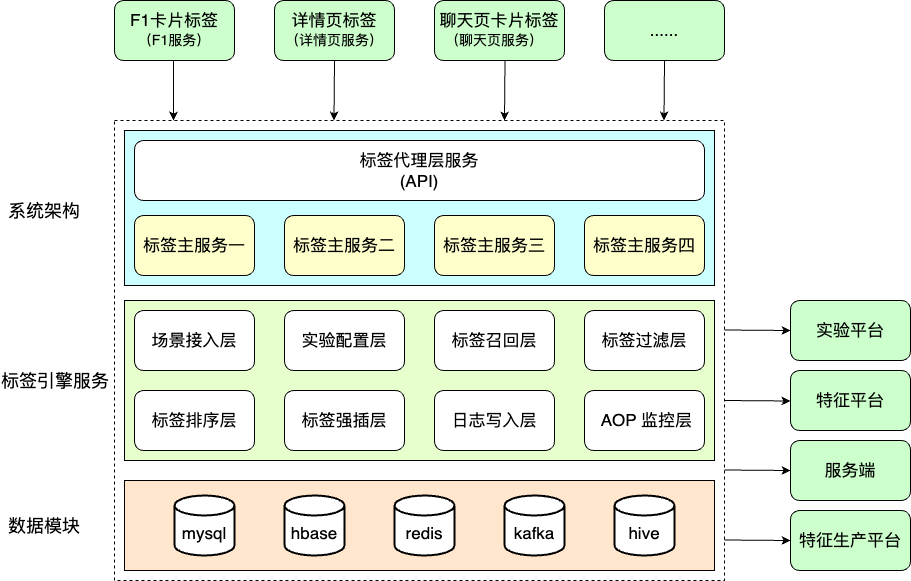 F1卡片标签
（F1服务）
详情页标签
（详情页服务）
聊天页卡片标签
（聊天页服务）
......
系统架构
标签代理层服务
(API)
标签主服务一
标签主服务二
标签主服务三
标签主服务四
标签引擎服务
场景接入层
实验配置层
标签召回层
标签过滤层
标签排序层
标签强插层
日志写入层
AOP 监控层
数据模块
mysql
hbase
redis
kafka
hive
实验平台
特征平台
服务端
特征生产平台